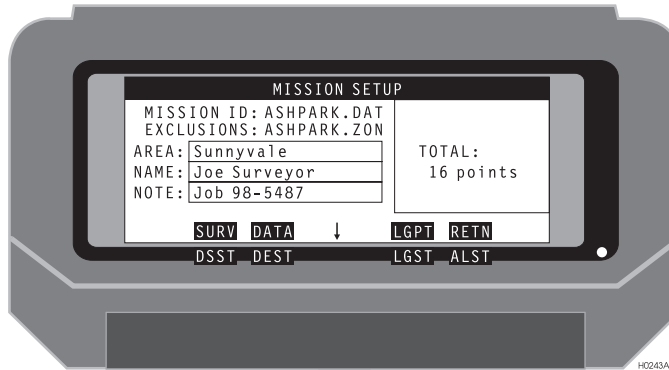 MISSION SETUP
MISSION ID: ASHPARK.DAT
EXCLUSIONS: ASHPARK.ZON
AREA: Sunnyvale
NAME: Joe Surveyor
NOTE: Job 98-5487
TOTAL:
16 points
SURV DATA ↓ LGPT RETN
DSST DEST LGST ALST
H0243A